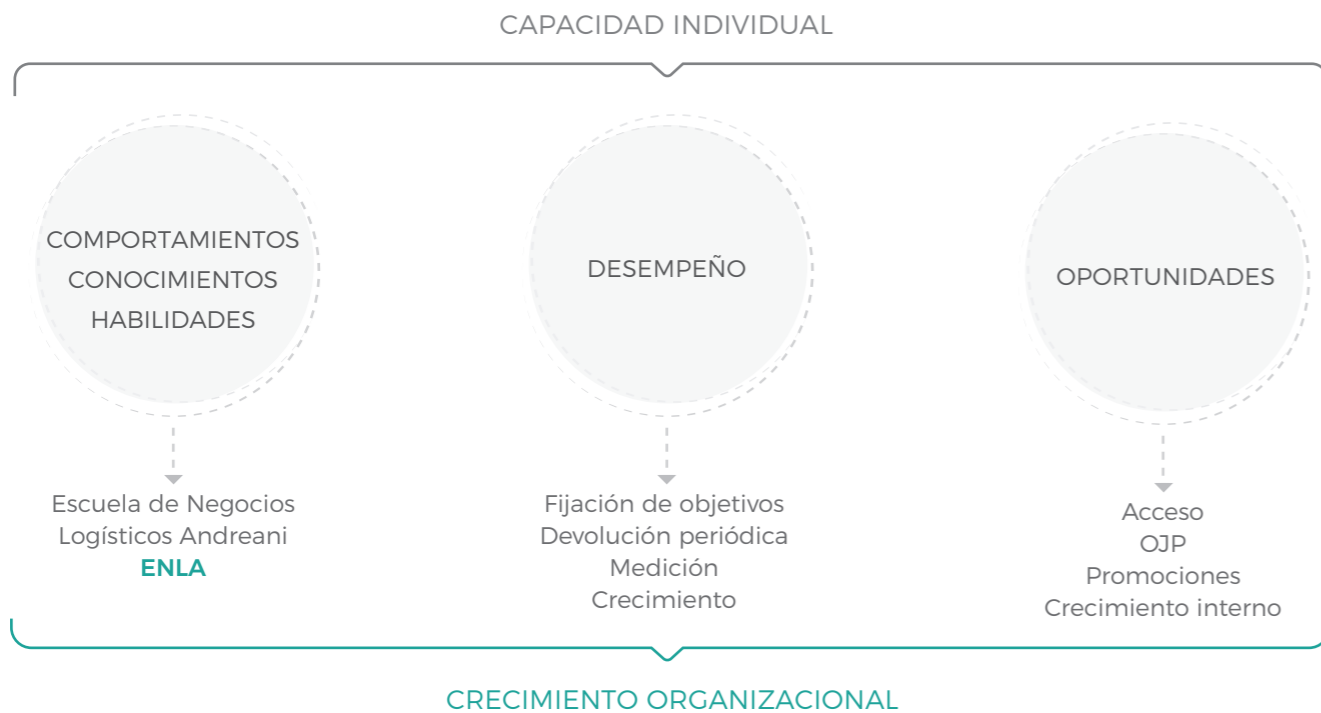 CAPACIDAD INDIVIDUAL
COMPORTAMIENTOS
CONOCIMIENTOS
HABILIDADES
Escuela de Negocios
Logísticos Andreani
ENLA
DESEMPEÑO
Fijación de objetivos
Devolución periódica
Medición
Crecimiento
OPORTUNIDADES
Acceso
OJP
Promociones
Crecimiento interno
CRECIMIENTO ORGANIZACIONAL